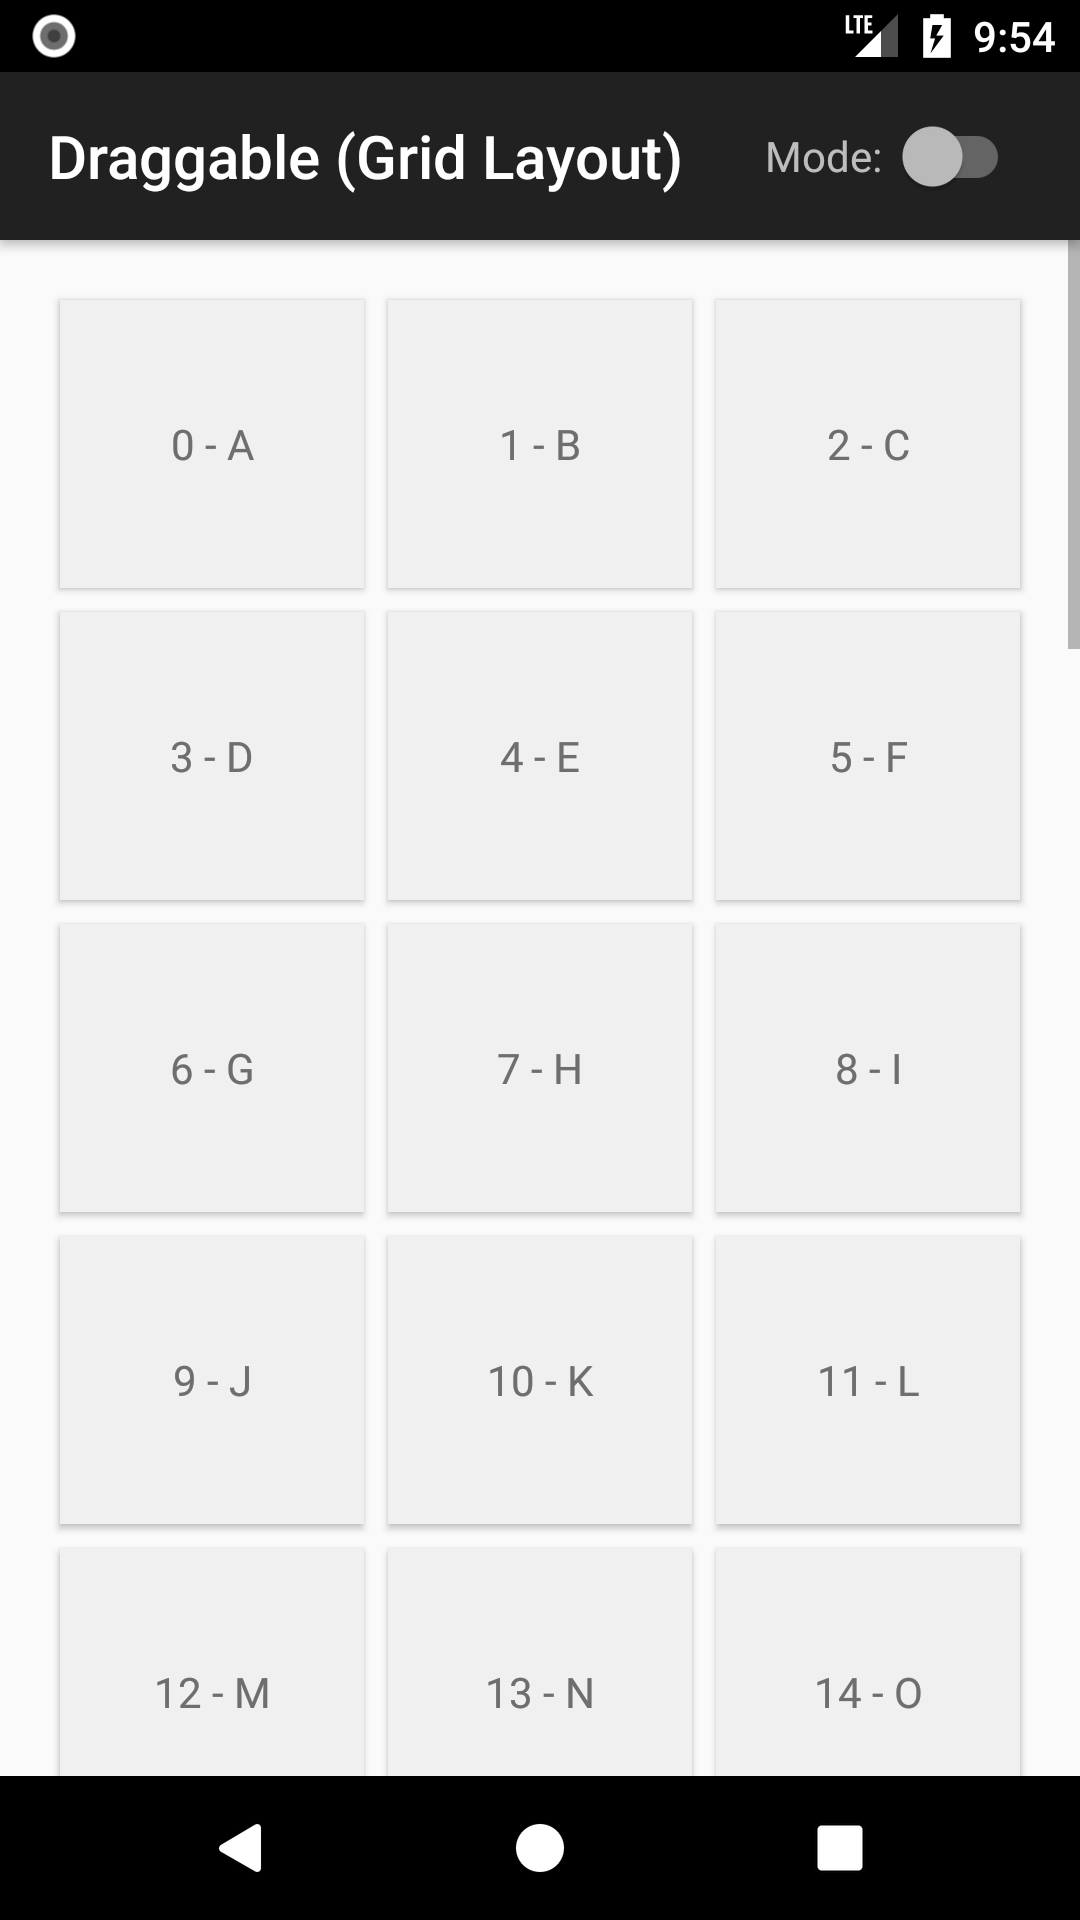 LTE 9:54
Draggable (Grid Layout) Mode:
0 - A 1 - B 2 - C
3 - D 4 - E 5 - F
6 - G 7 - H 8 - I
9 - J 10 - K 11 - L
12 - M 13 - N 14 - O